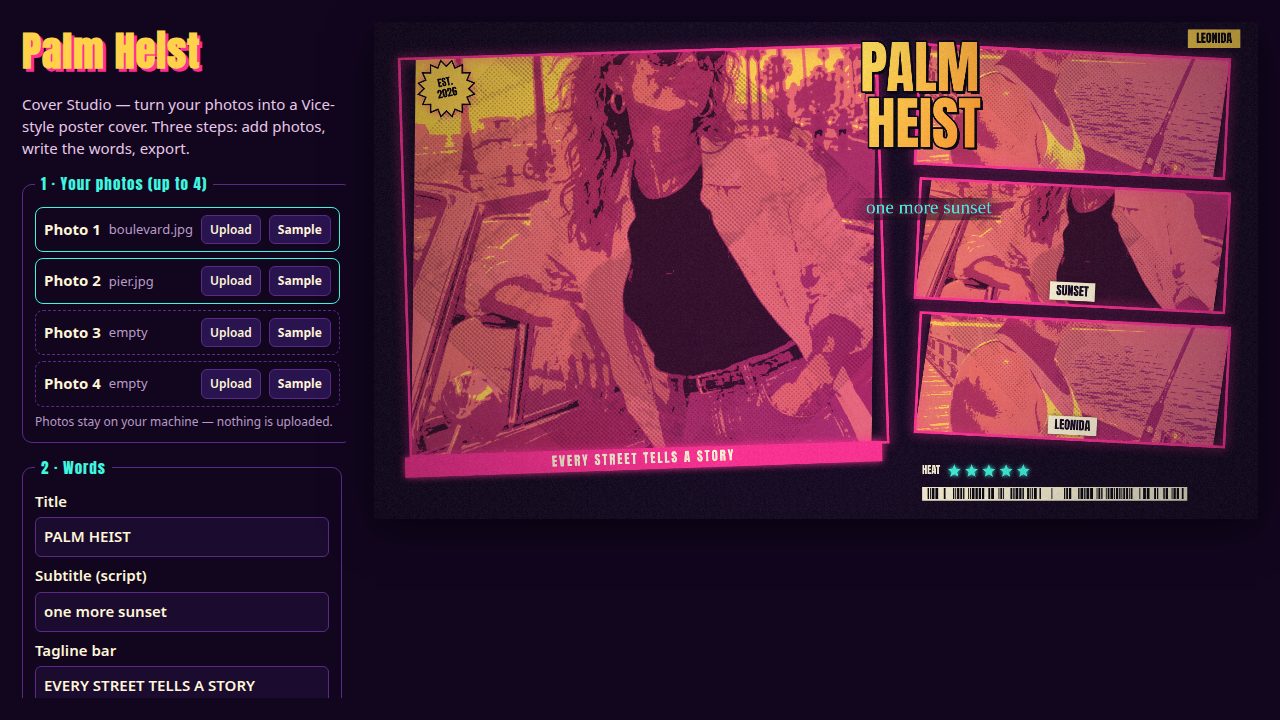 Palm Heist
Cover Studio — turn your photos into a Vice-
style poster cover. Three steps: add photos,
write the words, export.
1 · Your photos (up to 4)
Photo 1 boulevard.jpg Upload Sample
Photo 2 pier.jpg Upload Sample
Photo 3 empty Upload Sample
Photo 4 empty Upload Sample
Photos stay on your machine — nothing is uploaded.
2 · Words
Title
PALM HEIST
Subtitle (script)
one more sunset
Tagline bar
EVERY STREET TELLS A STORY
LEONIDA
EST.
2026
PALM
HEIST
one more sunset
SUNSET
LEONIDA
EVERY STREET TELLS A STORY
HEAT